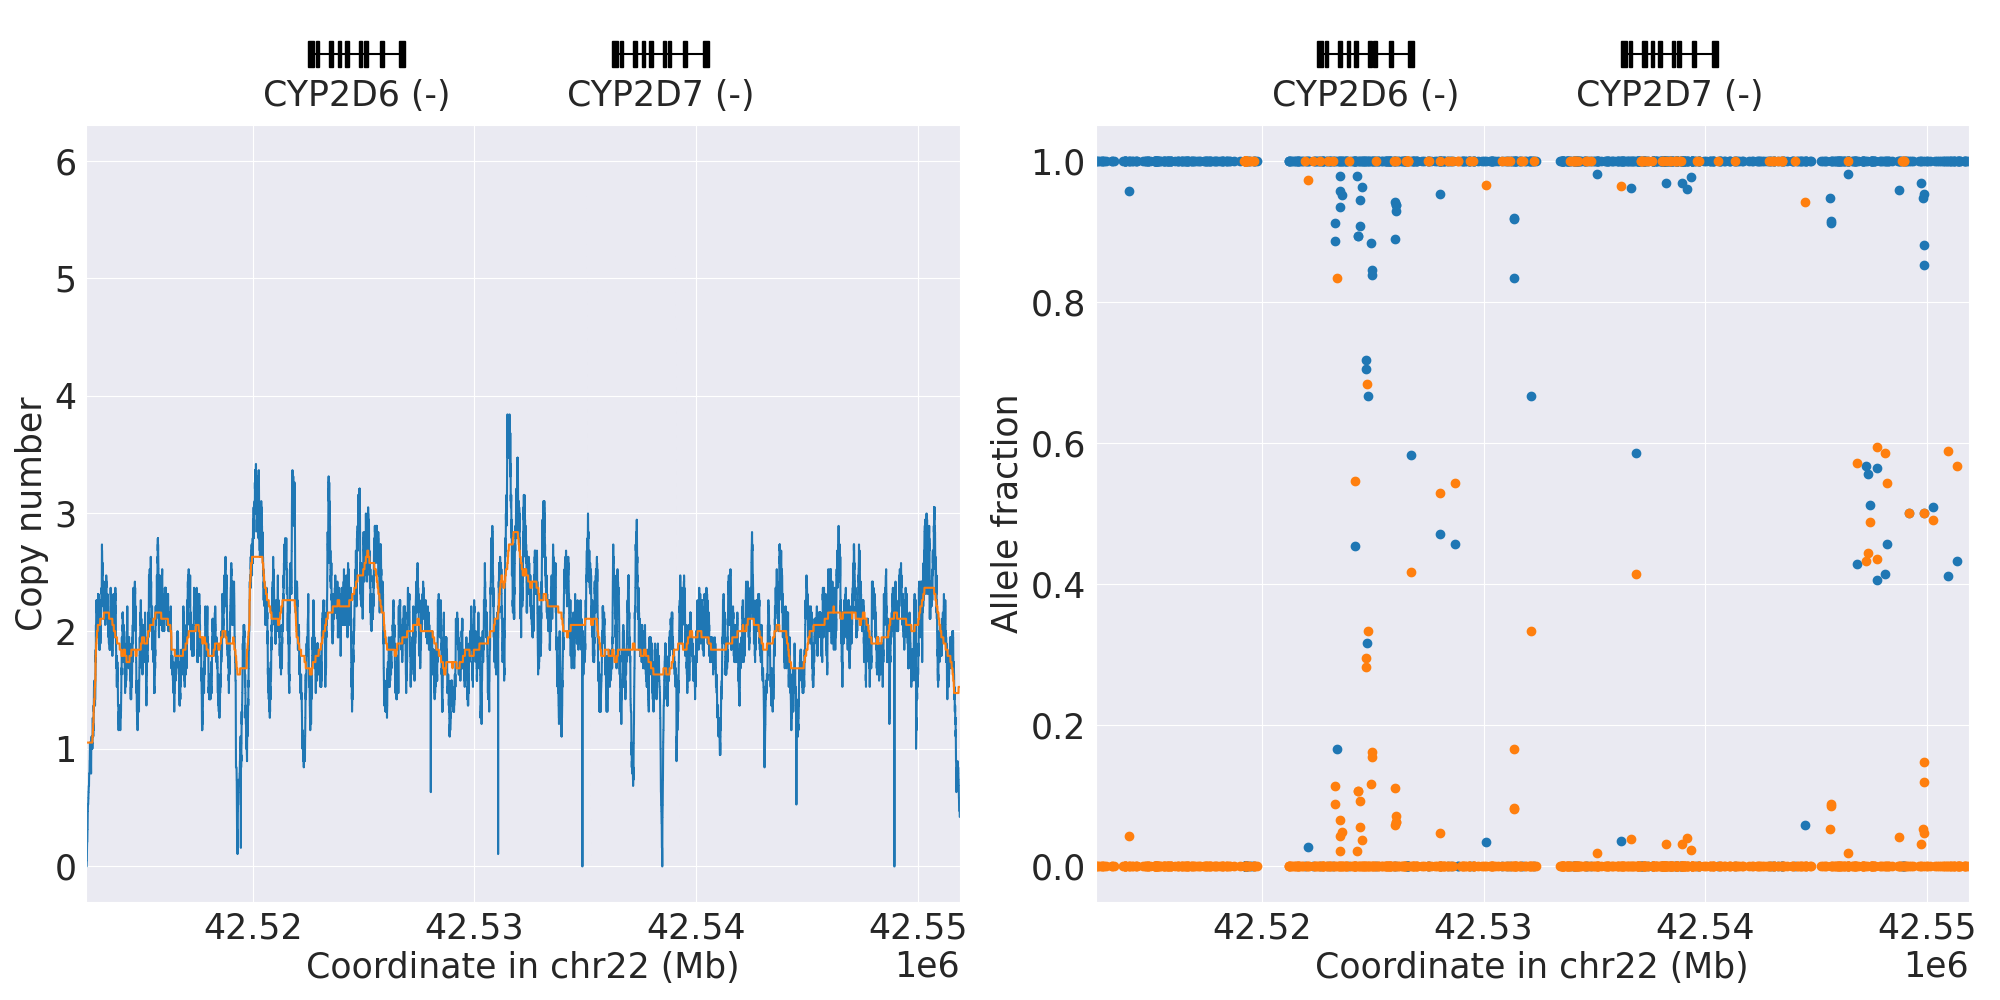 CYP2D6 (-)
CYP2D7 (-)
Copy number
6
5
4
3
2
1
0
42.52
42.53
42.54
42.55
Coordinate in chr22 (Mb)
1e6
CYP2D6 (-)
CYP2D7 (-)
Allele fraction
1.0
0.8
0.6
0.4
0.2
0.0
42.52
42.53
42.54
42.55
Coordinate in chr22 (Mb)
1e6